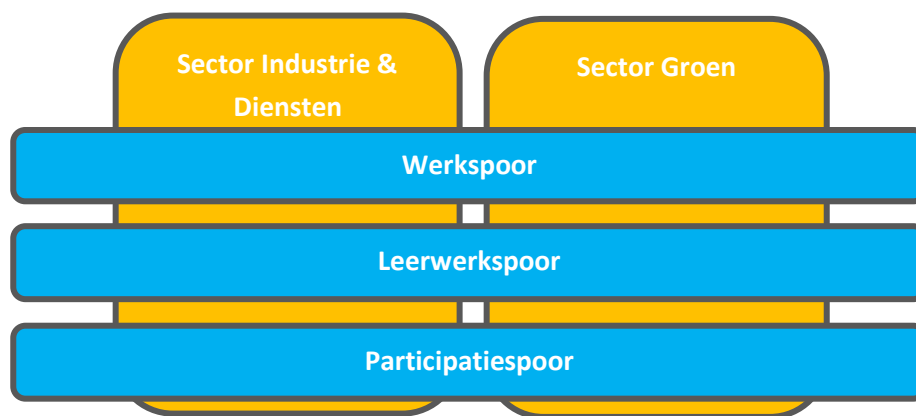 Sector Industrie &
Diensten
Sector Groen
Werkspoor
Leerwerkspoor
Participatiespoor